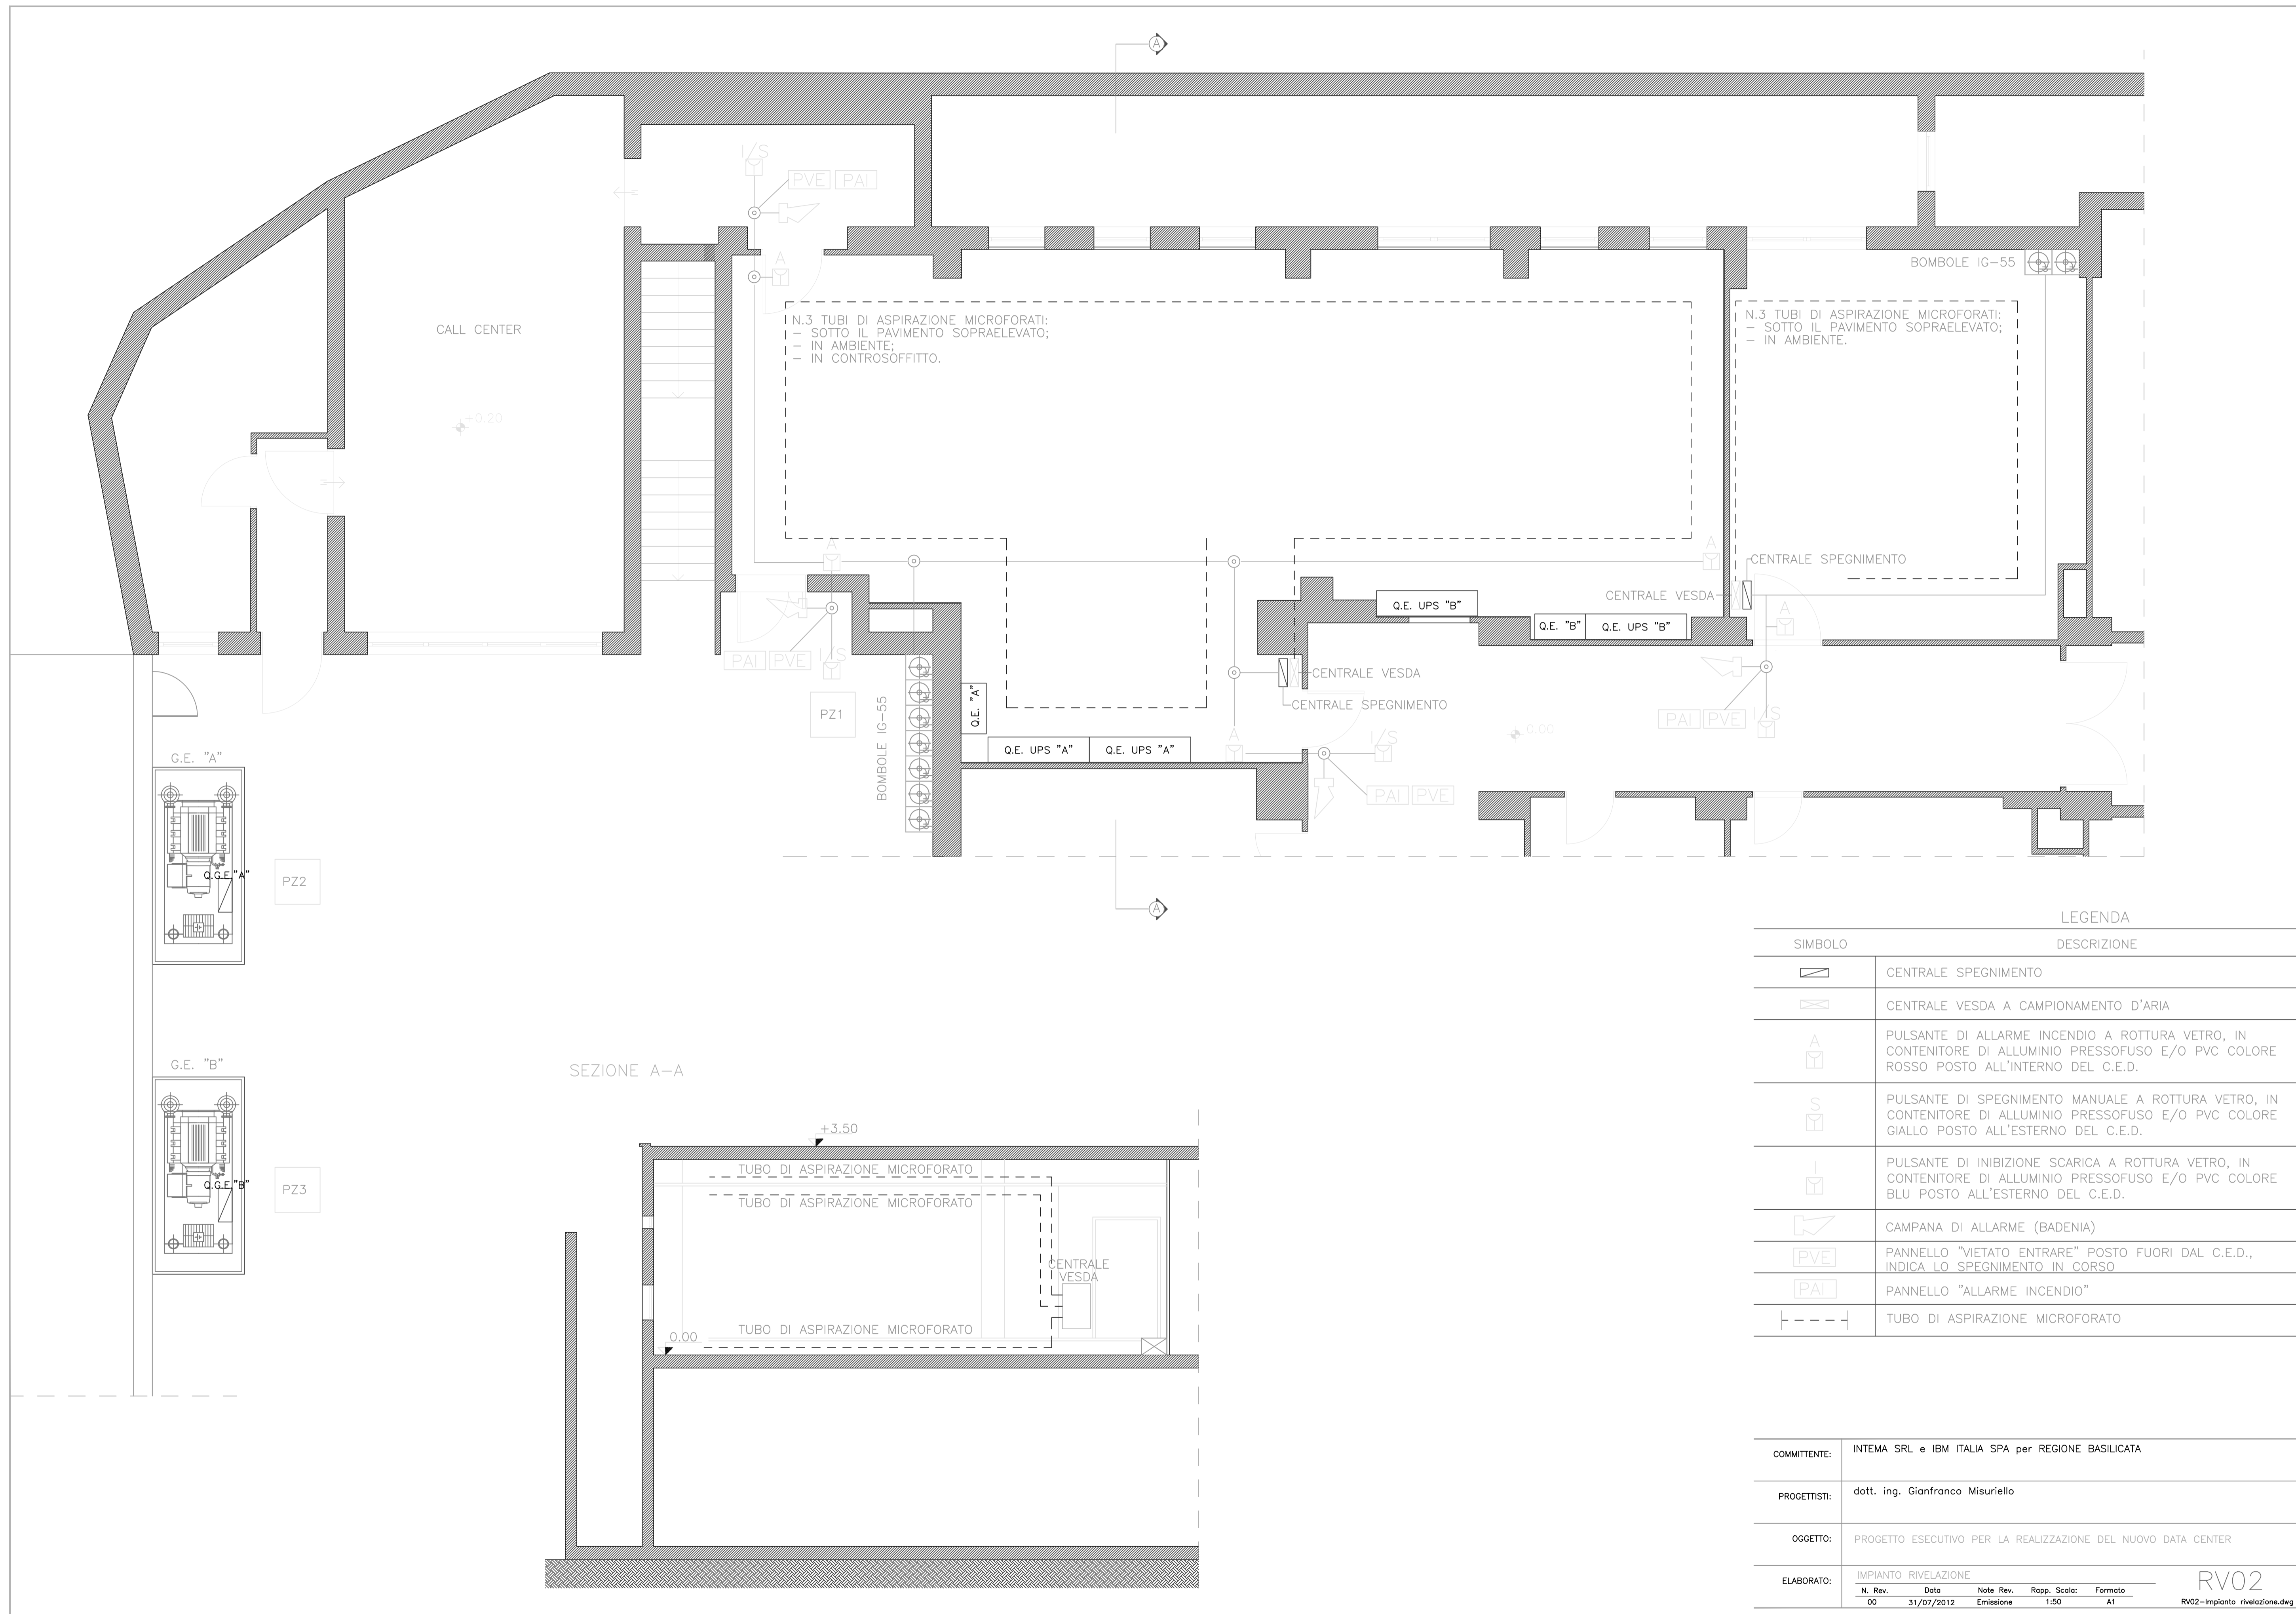 A
I/S
PVE PAI
A
BOMBOLE IG-55
CALL CENTER
+0.20
N.3 TUBI DI ASPIRAZIONE MICROFORATI:
- SOTTO IL PAVIMENTO SOPRAELEVATO;
- IN AMBIENTE;
- IN CONTROSOFFITTO.
N.3 TUBI DI ASPIRAZIONE MICROFORATI:
- SOTTO IL PAVIMENTO SOPRAELEVATO;
- IN AMBIENTE.
A
A
CENTRALE SPEGNIMENTO
CENTRALE VESDA
A
Q.E. UPS "B"
Q.E. "B"
Q.E. UPS "B"
PAI PVE
I/S
CENTRALE VESDA
CENTRALE SPEGNIMENTO
PZ1
BOMBOLE IG-55
Q.E. "A"
Q.E. UPS "A"
Q.E. UPS "A"
A
I/S
PAI PVE
0.00
PAI PVE
I/S
G.E. "A"
Q.G.E."A"
PZ2
A
G.E. "B"
Q.G.E."B"
PZ3
SEZIONE A-A
+3.50
TUBO DI ASPIRAZIONE MICROFORATO
TUBO DI ASPIRAZIONE MICROFORATO
CENTRALE
VESDA
TUBO DI ASPIRAZIONE MICROFORATO
0.00
LEGENDA
SIMBOLO DESCRIZIONE
CENTRALE SPEGNIMENTO
CENTRALE VESDA A CAMPIONAMENTO D'ARIA
A
PULSANTE DI ALLARME INCENDIO A ROTTURA VETRO, IN
CONTENITORE DI ALLUMINIO PRESSOFUSO E/O PVC COLORE
ROSSO POSTO ALL'INTERNO DEL C.E.D.
S
PULSANTE DI SPEGNIMENTO MANUALE A ROTTURA VETRO, IN
CONTENITORE DI ALLUMINIO PRESSOFUSO E/O PVC COLORE
GIALLO POSTO ALL'ESTERNO DEL C.E.D.
I
PULSANTE DI INIBIZIONE SCARICA A ROTTURA VETRO, IN
CONTENITORE DI ALLUMINIO PRESSOFUSO E/O PVC COLORE
BLU POSTO ALL'ESTERNO DEL C.E.D.
CAMPANA DI ALLARME (BADENIA)
PVE
PANNELLO "VIETATO ENTRARE" POSTO FUORI DAL C.E.D.,
INDICA LO SPEGNIMENTO IN CORSO
PAI
PANNELLO "ALLARME INCENDIO"
TUBO DI ASPIRAZIONE MICROFORATO
COMMITTENTE: INTEMA SRL e IBM ITALIA SPA per REGIONE BASILICATA
PROGETTISTI: dott. ing. Gianfranco Misuriello
OGGETTO: PROGETTO ESECUTIVO PER LA REALIZZAZIONE DEL NUOVO DATA CENTER
ELABORATO: IMPIANTO RIVELAZIONE
N. Rev. Data Note Rev. Rapp. Scala: Formato
00 31/07/2012 Emissione 1:50 A1
RV02
RV02-Impianto rivelazione.dwg